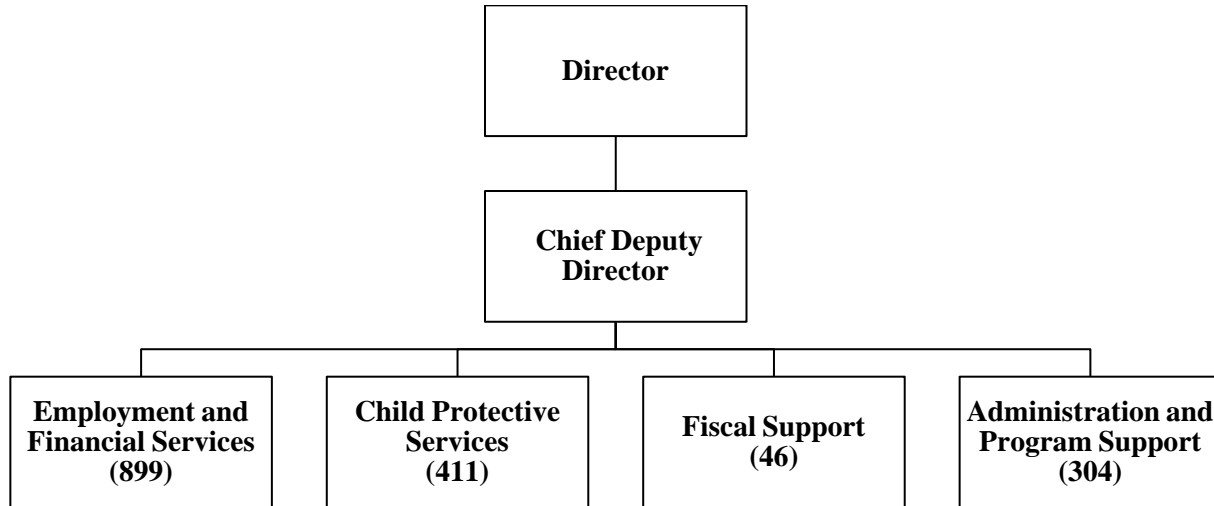 Director
Chief Deputy
Director
Employment and
Financial Services
(899)
Child Protective
Services
(411)
Fiscal Support
(46)
Administration and
Program Support
(304)